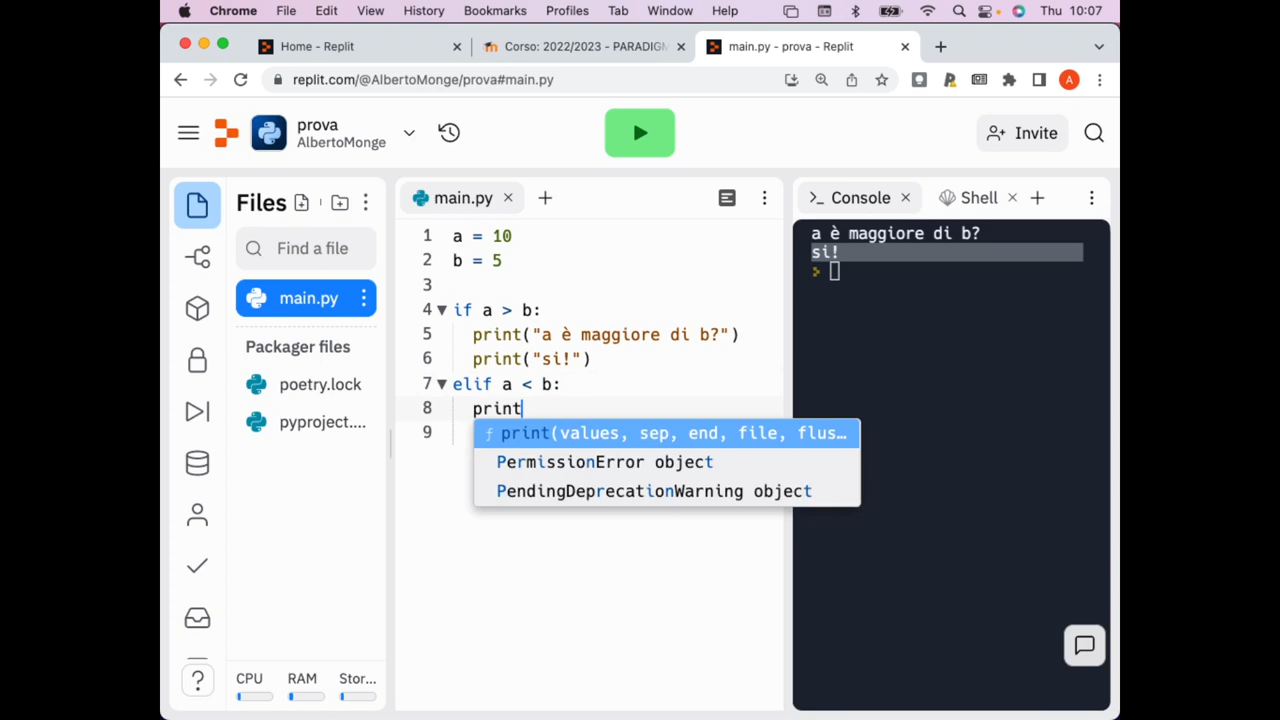 Chrome File Edit View History Bookmarks Profiles Tab Window Help Thu 10:07
Home - Replit
Corso: 2022/2023 - PARADIGM
main.py - prova - Replit
replit.com/@AlbertoMonge/prova#main.py
A
prova
AlbertoMonge
Invite
Files
Find a file
main.py
Packager files
poetry.lock
pyproject....
CPU RAM Stor...
?
main.py
1 a = 10
2 b = 5
3
4 if a > b:
5 print("a è maggiore di b?")
6 print("si!")
7 elif a < b:
8 print
9
ƒ print(values, sep, end, file, flus…
PermissionError object
PendingDeprecationWarning object
Console
Shell
a è maggiore di b?
si!